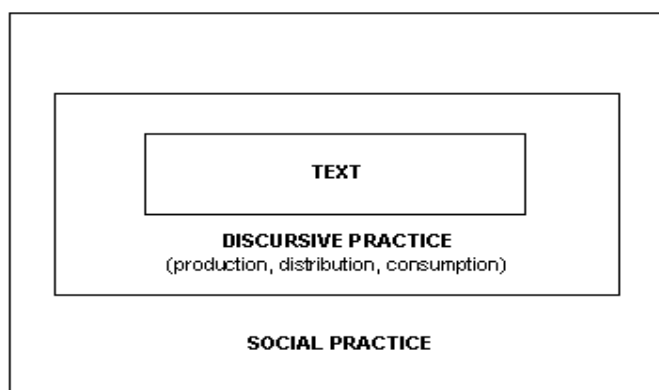 TEXT
DISCURSIVE PRACTICE
(production, distribution, consumption)
SOCIAL PRACTICE